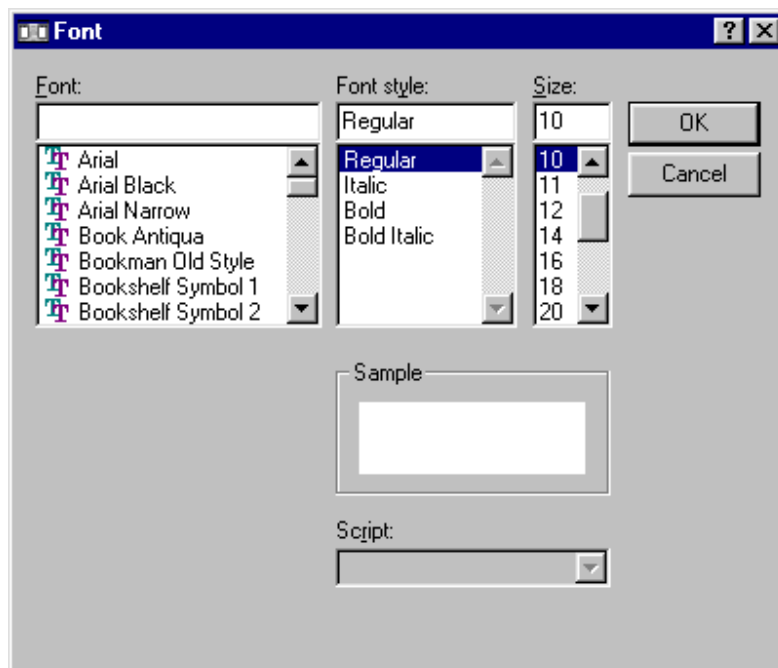 Font
Font:
Font style:
Size:
Regular
10
OK
Cancel
Arial
Arial Black
Arial Narrow
Book Antiqua
Bookman Old Style
Bookshelf Symbol 1
Bookshelf Symbol 2
Regular
Italic
Bold
Bold Italic
10
11
12
14
16
18
20
Sample
Script: